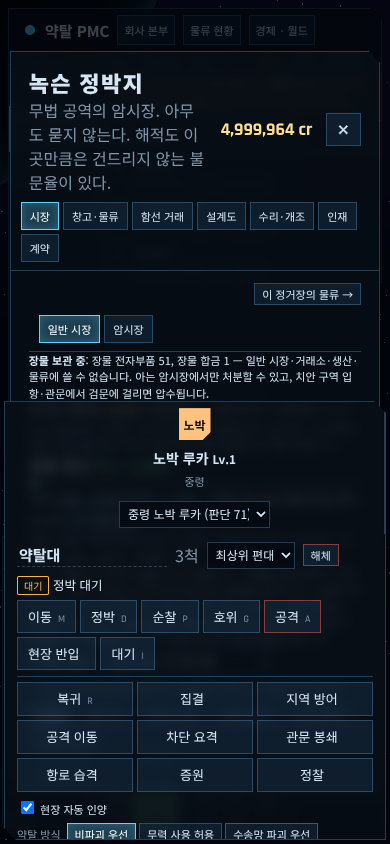 약탈 PMC 회사 본부 물류 현황 경제 · 월드
녹슨 정박지
무법 공역의 암시장. 아무
도 묻지 않는다. 해적도 이
곳만큼은 건드리지 않는 불
문율이 있다.
4,999,964 cr ×
시장 창고·물류 함선 거래 설계도 수리·개조 인재
계약
이 정거장의 물류 →
일반 시장 암시장
장물 보관 중: 장물 전자부품 51, 장물 합금 1 — 일반 시장·거래소·생산·
물류에 쓸 수 없습니다. 아는 암시장에서만 처분할 수 있고, 치안 구역 입
항·관문에서 검문에 걸리면 압수됩니다.
노박
노박 루카 Lv.1
중령
중령 노박 루카 (판단 71,
약탈대 3척 최상위 편대 해체
대기 정박 대기
이동 M 정박 D 순찰 P 호위 G 공격 A
현장 반입 대기 I
복귀 R 집결 지역 방어
공격 이동 차단 요격 관문 봉쇄
항로 습격 증원 정찰
현장 자동 인양
약탈 방식 비파괴 우선 무력 사용 허용 수송망 파괴 우선